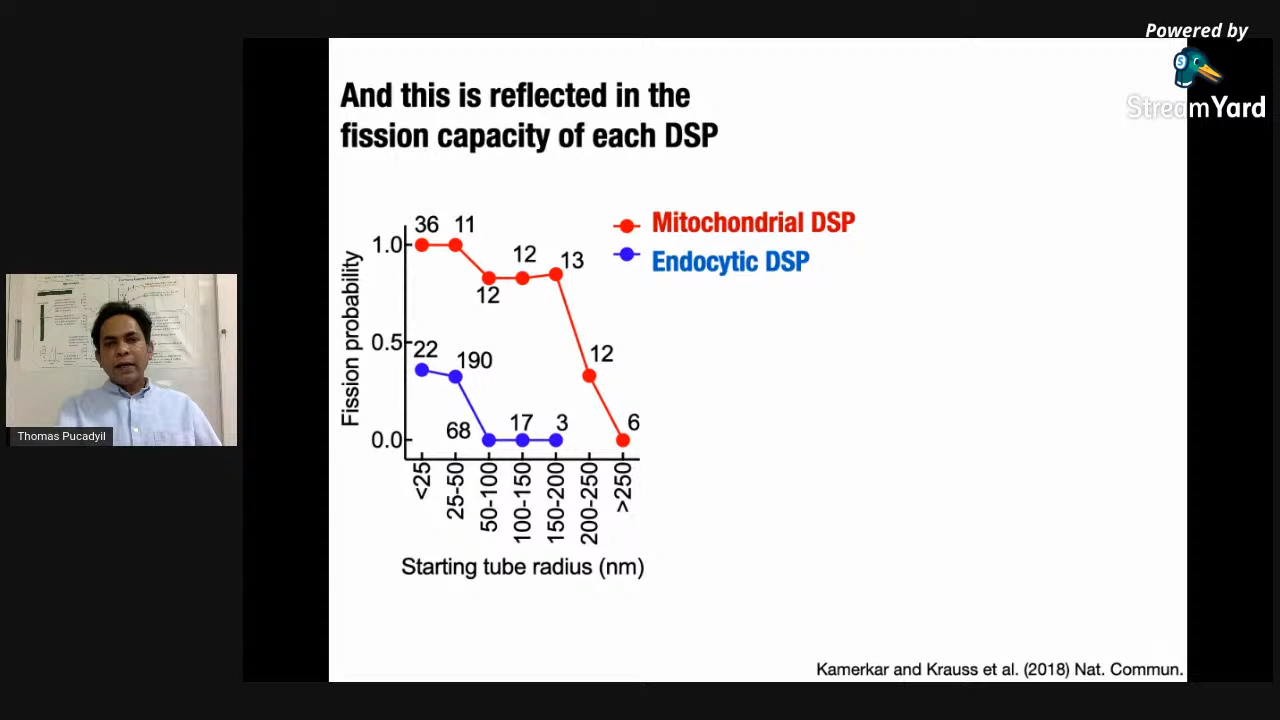 Powered by
StreamYard
And this is reflected in the
fission capacity of each DSP
Mitochondrial DSP
Endocytic DSP
Fission probability
1.0
0.5
0.0
36
11
12
12
13
12
6
22
190
68
17
3
<25
25-50
50-100
100-150
150-200
200-250
>250
Starting tube radius (nm)
Thomas Pucadyil
Kamerkar and Krauss et al. (2018) Nat. Commun.